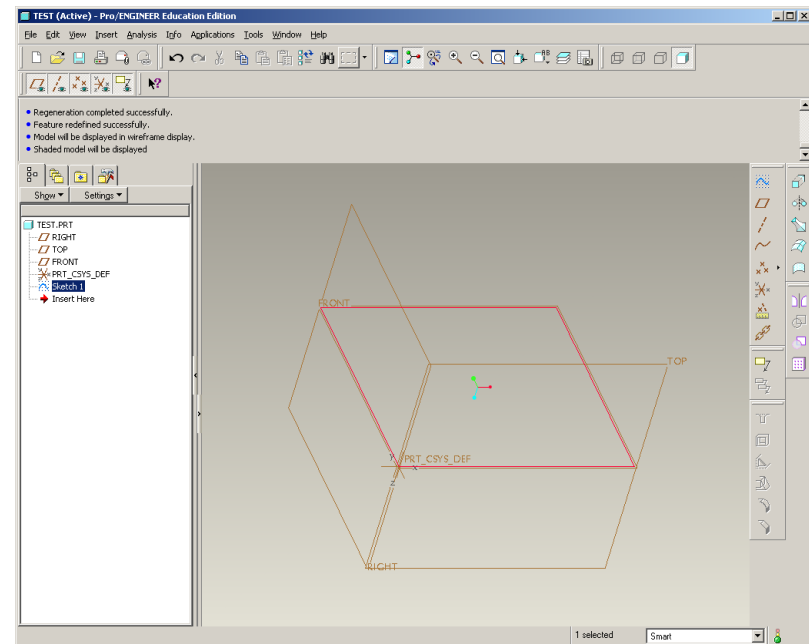 TEST (Active) - Pro/ENGINEER Education Edition
File Edit View Insert Analysis Info Applications Tools Window Help
Regeneration completed successfully.
Feature redefined successfully.
Model will be displayed in wireframe display.
Shaded model will be displayed
Show Settings
TEST.PRT
RIGHT
TOP
FRONT
PRT_CSYS_DEF
Sketch 1
Insert Here
FRONT
TOP
Y
PRT_CSYS_DEF
X
Z
RIGHT
1 selected
Smart